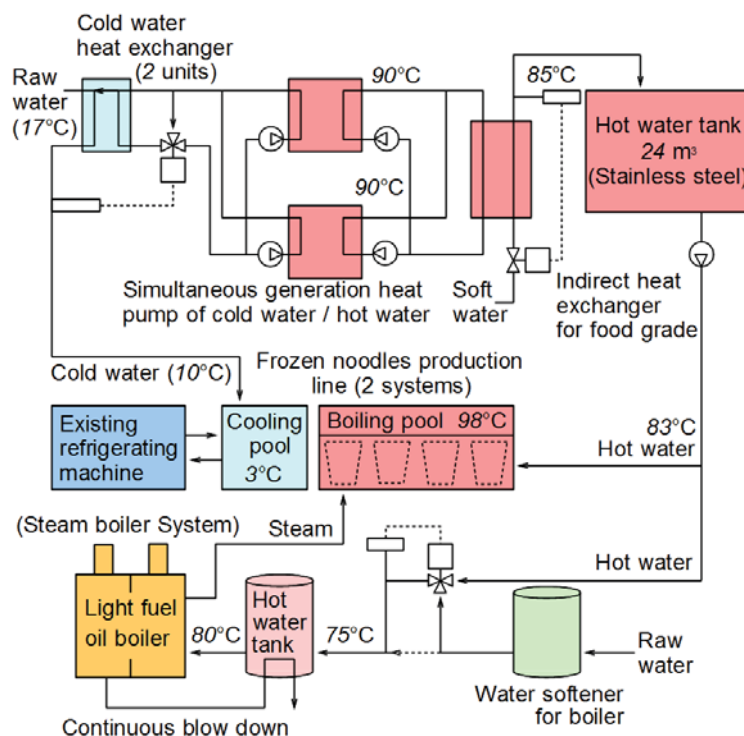 Cold water
heat exchanger
(2 units)
Raw
water
(17°C)
90°C
85°C
Hot water tank
24 m³
(Stainless steel)
90°C
Simultaneous generation heat
pump of cold water / hot water
Soft
water
Indirect heat
exchanger
for food grade
Cold water (10°C)
Frozen noodles production
line (2 systems)
Existing
refrigerating
machine
Cooling
pool
3°C
Boiling pool 98°C
83°C
Hot water
(Steam boiler System)
Steam
Hot water
Light fuel
oil boiler
80°C
Hot
water
tank
75°C
Raw
water
Water softener
for boiler
Continuous blow down